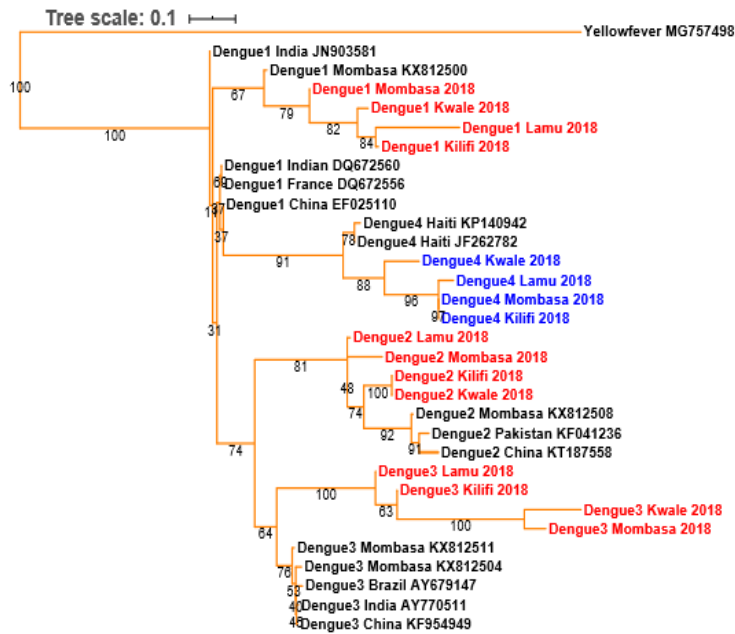 Tree scale: 0.1
Yellowfever MG757498
100
Dengue1 India JN903581
100
Dengue1 Mombasa KX812500
67
Dengue1 Mombasa 2018
79
Dengue1 Kwale 2018
82
Dengue1 Lamu 2018
84
Dengue1 Kilifi 2018
Dengue1 Indian DQ672560
Dengue1 France DQ672556
Dengue1 China EF025110
37
37
Dengue4 Haiti KP140942
78
Dengue4 Haiti JF262782
91
Dengue4 Kwale 2018
88
Dengue4 Lamu 2018
96
Dengue4 Mombasa 2018
97
Dengue4 Kilifi 2018
31
Dengue2 Lamu 2018
81
Dengue2 Mombasa 2018
48
Dengue2 Kilifi 2018
100
Dengue2 Kwale 2018
74
Dengue2 Mombasa KX812508
92
Dengue2 Pakistan KF041236
91
Dengue2 China KT187558
74
Dengue3 Lamu 2018
100
Dengue3 Kilifi 2018
63
Dengue3 Kwale 2018
100
Dengue3 Mombasa 2018
64
Dengue3 Mombasa KX812511
76
Dengue3 Mombasa KX812504
53
Dengue3 Brazil AY679147
40
Dengue3 India AY770511
Dengue3 China KF954949